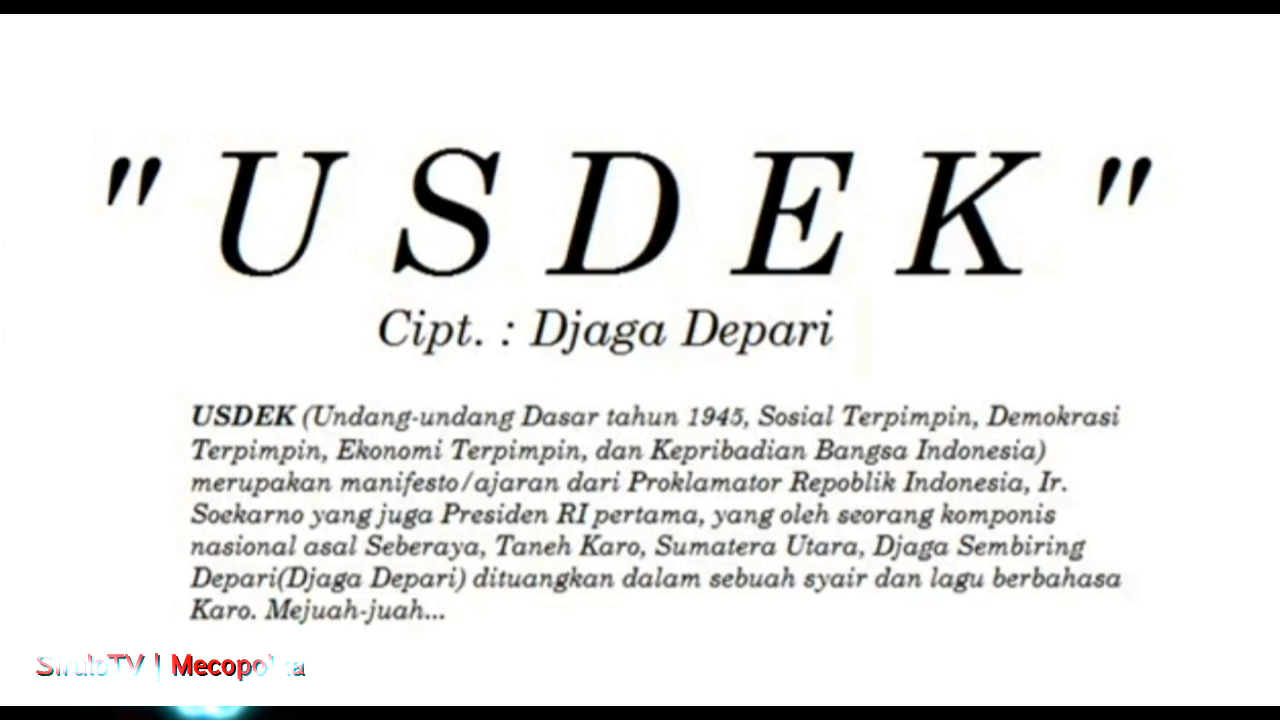 "USDEK"
Cipt. : Djaga Depari
USDEK (Undang-undang Dasar tahun 1945, Sosial Terpimpin, Demokrasi
Terpimpin, Ekonomi Terpimpin, dan Kepribadian Bangsa Indonesia)
merupakan manifesto/ajaran dari Proklamator Repoblik Indonesia, Ir.
Soekarno yang juga Presiden RI pertama, yang oleh seorang komponis
nasional asal Seberaya, Taneh Karo, Sumatera Utara, Djaga Sembiring
Depari(Djaga Depari) dituangkan dalam sebuah syair dan lagu berbahasa
Karo. Mejuah-juah...
SiruloTV |